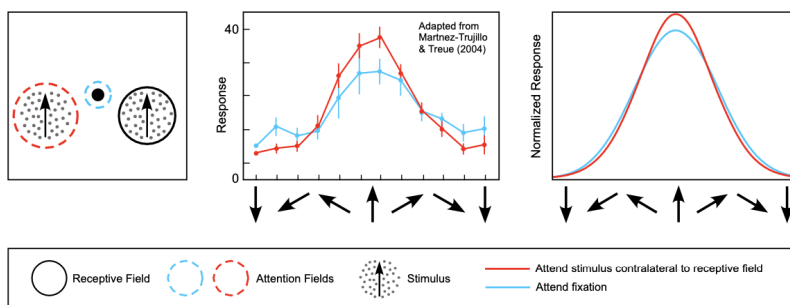 40
Response
0
Adapted from
Martnez-Trujillo
& Treue (2004)
Normalized Response
Receptive Field
Attention Fields
Stimulus
Attend stimulus contralateral to receptive field
Attend fixation